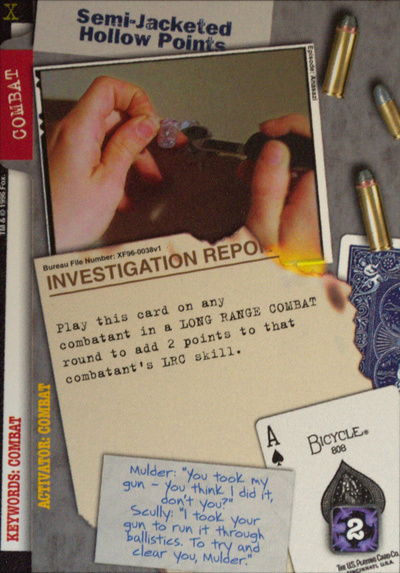 X
Semi-Jacketed
Hollow Points
COMBAT
Episode: Anasazi
TM & © 1996 Fox.
Bureau File Number: XF96-0038v1
INVESTIGATION REPO
Play this card on any
combatant in a LONG RANGE COMBAT
round to add 2 points to that
combatant's LRC skill.
KEYWORDS: COMBAT
ACTIVATOR: COMBAT
Mulder: "You took my
gun - you think I did it,
don't you?"
Scully: "I took your
gun to run it through
ballistics. To try and
clear you, Mulder."
A
BICYCLE®
808
2
THE U.S. PLAYING CARD CO.
CINCINNATI, U.S.A.